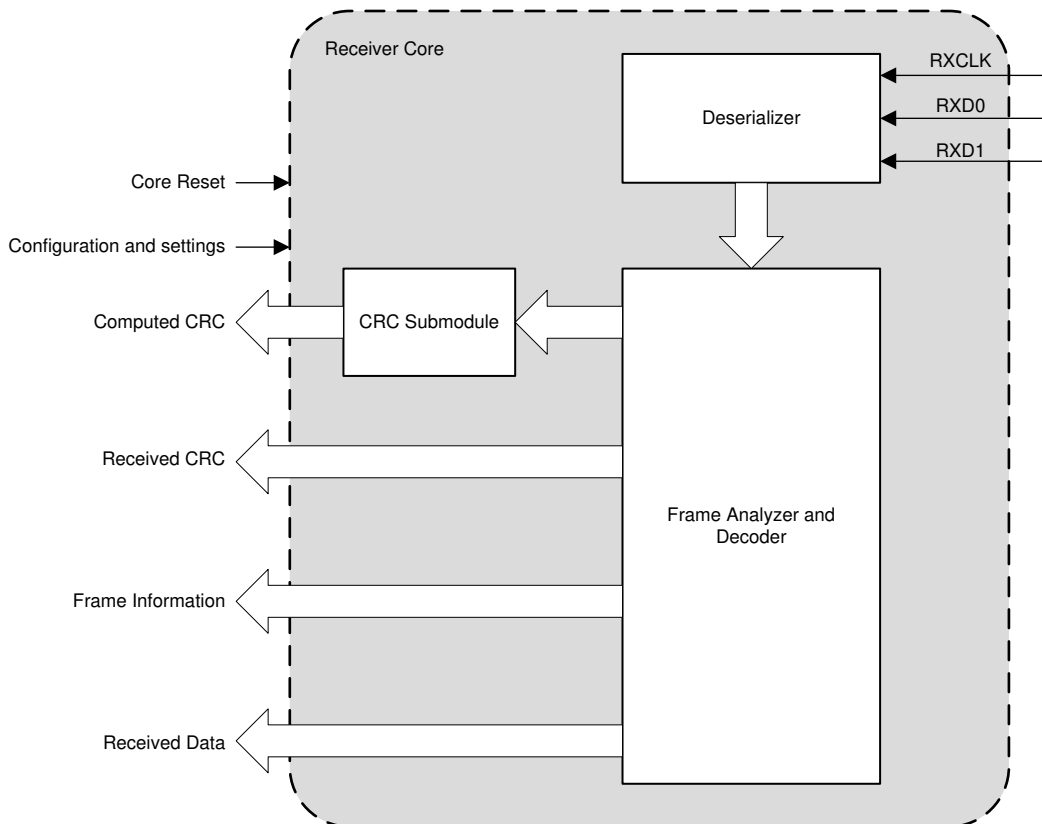 Receiver Core
RXCLK
Deserializer
RXD0
RXD1
Core Reset
Configuration and settings
Computed CRC
CRC Submodule
Received CRC
Frame Analyzer and
Decoder
Frame Information
Received Data